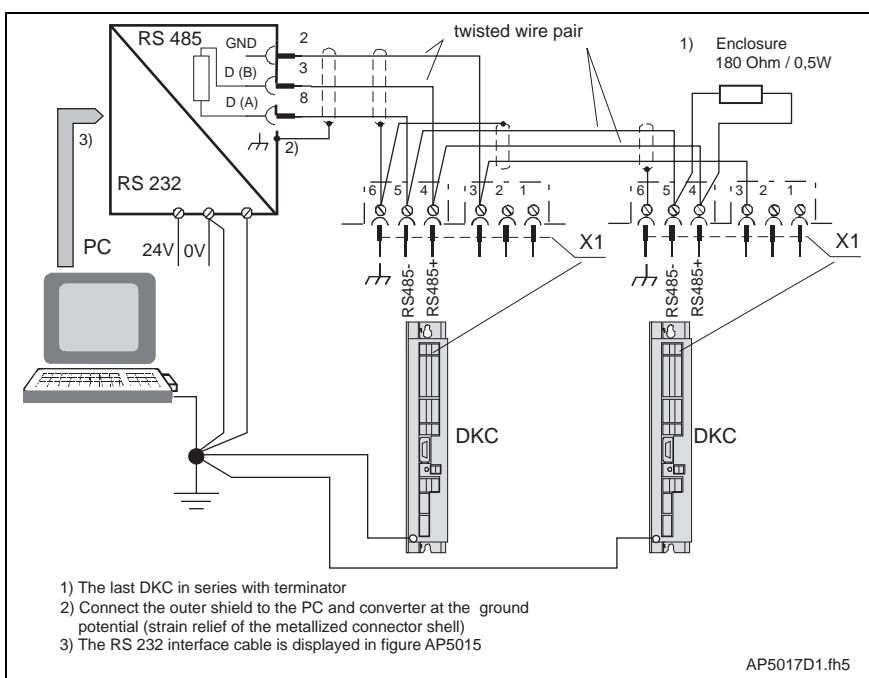 RS 485
GND
2
D (B)
3
D (A)
8
2)
3)
RS 232
PC
24V
0V
twisted wire pair
1) Enclosure
180 Ohm / 0,5W
6 5 4 3 2 1
6 5 4 3 2 1
X1
X1
RS485-
RS485+
RS485-
RS485+
DKC
DKC
1) The last DKC in series with terminator
2) Connect the outer shield to the PC and converter at the ground
potential (strain relief of the metallized connector shell)
3) The RS 232 interface cable is displayed in figure AP5015
AP5017D1.fh5